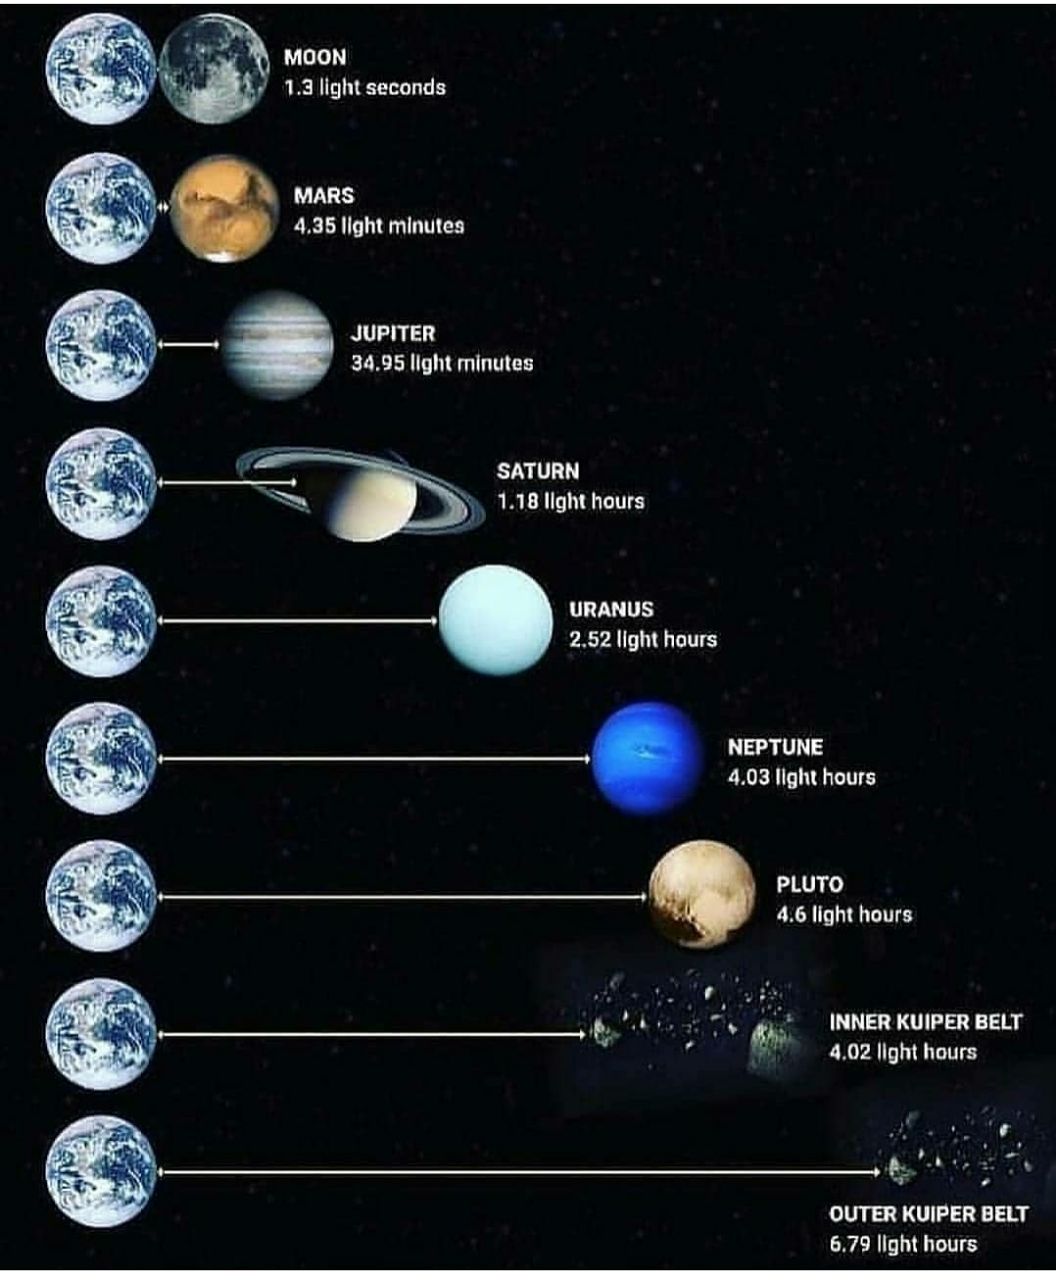 MOON
1.3 light seconds
MARS
4.35 light minutes
JUPITER
34.95 light minutes
SATURN
1.18 light hours
URANUS
2.52 light hours
NEPTUNE
4.03 light hours
PLUTO
4.6 light hours
INNER KUIPER BELT
4.02 light hours
OUTER KUIPER BELT
6.79 light hours